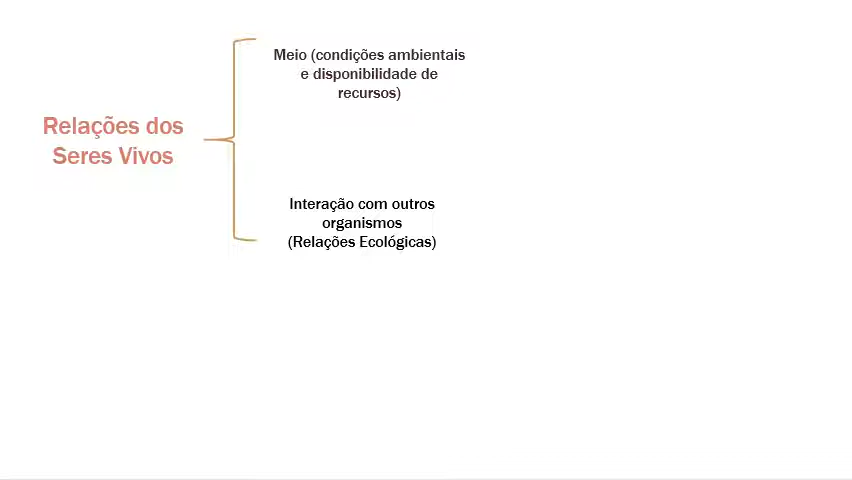 Relações dos
Seres Vivos
Meio (condições ambientais
e disponibilidade de
recursos)
Interação com outros
organismos
(Relações Ecológicas)